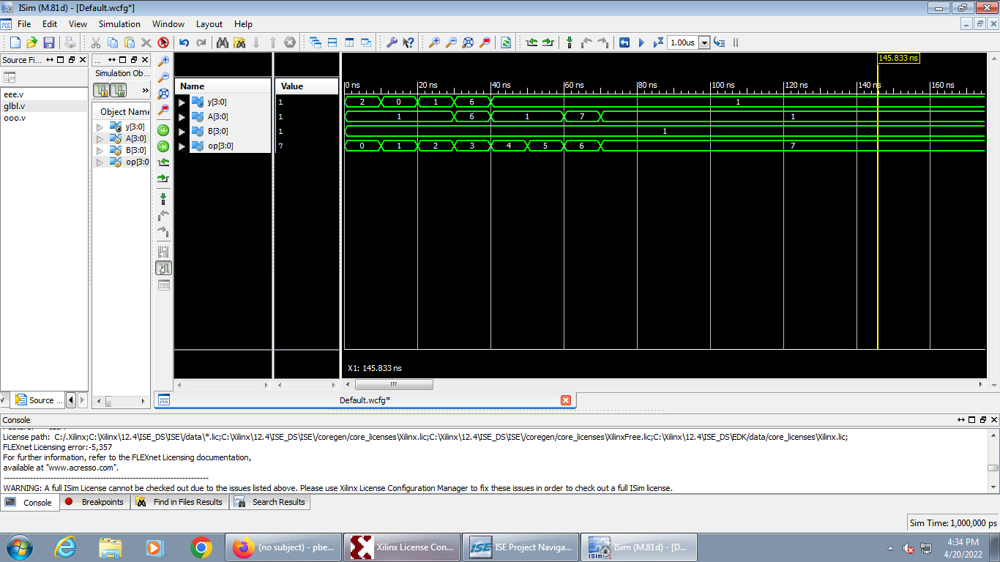 ISim (M.81d) - [Default.wcfg*]
File Edit View Simulation Window Layout Help
1.00us
Source Fi...
eee.v
glbl.v
ooo.v
Source ...
...
Simulation Ob...
»
Object Name
y[3:0]
A[3:0]
B[3:0]
op[3:0
Name Value
y[3:0] 1
A[3:0] 1
B[3:0] 1
op[3:0] 7
145.833 ns
0 ns 20 ns 40 ns 60 ns 80 ns 100 ns 120 ns 140 ns 160 ns
2 0 1 6 1
1 6 1 7 1
1
0 1 2 3 4 5 6 7
X1: 145.833 ns
Default.wcfg*
Console
License path: C:/.Xilinx;C:\Xilinx\12.4\ISE_DS\ISE\/data\*.lic;C:\Xilinx\12.4\ISE_DS\ISE\/coregen/core_licenses\Xilinx.lic;C:\Xilinx\12.4\ISE_DS\ISE\/coregen/core_licenses\XilinxFree.lic;C:\Xilinx\12.4\ISE_DS\EDK/data/core_licenses\Xilinx.lic;
FLEXnet Licensing error:-5,357
For further information, refer to the FLEXnet Licensing documentation,
available at "www.acresso.com".
----------------------------------------------------------------------
WARNING: A full ISim License cannot be checked out due to the issues listed above. Please use Xilinx License Configuration Manager to fix these issues in order to check out a full ISim license.
Console Breakpoints Find in Files Results Search Results
Sim Time: 1,000,000 ps
(no subject) - pbe... Xilinx License Con... ISE ISE Project Naviga... ISim ISim (M.81d) - [D...
4:34 PM
4/20/2022